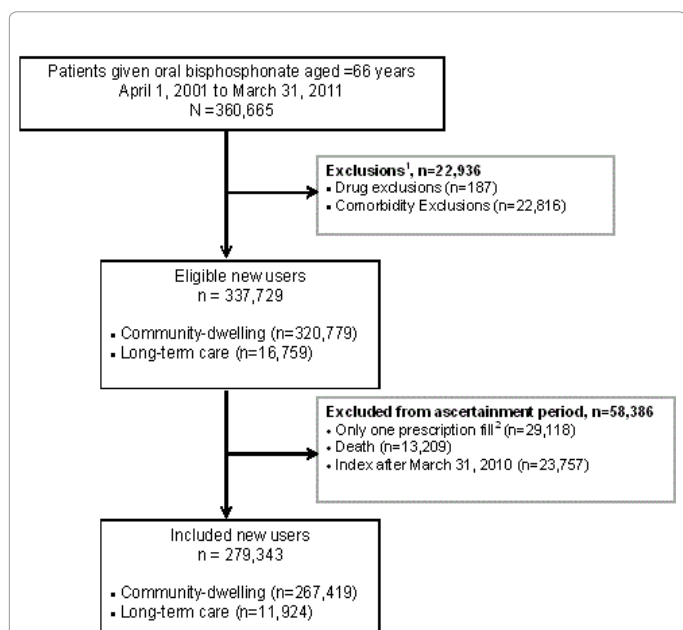 Patients given oral bisphosphonate aged =66 years
April 1, 2001 to March 31, 2011
N =360,665
Exclusions¹, n=22,936
▪ Drug exclusions (n=187)
▪ Comorbidity Exclusions (n=22,816)
Eligible new users
n = 337,729
▪ Community-dwelling (n=320,779)
▪ Long-term care (n=16,759)
Excluded from ascertainment period, n=58,386
• Only one prescription fill² (n=29,118)
• Death (n=13,209)
• Index after March 31, 2010 (n=23,757)
Included new users
n = 279,343
▪ Community-dwelling (n=267,419)
▪ Long-term care (n=11,924)